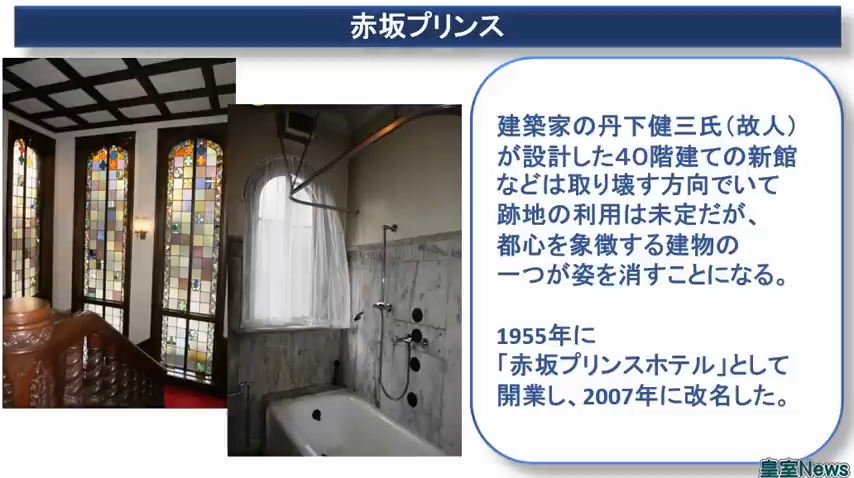 赤坂プリンス
建築家の丹下健三氏（故人）
が設計した４０階建ての新館
などは取り壊す方向でいて
跡地の利用は未定だが、
都心を象徴する建物の
一つが姿を消すことになる。
1955年に
「赤坂プリンスホテル」として
開業し、2007年に改名した。
皇室News